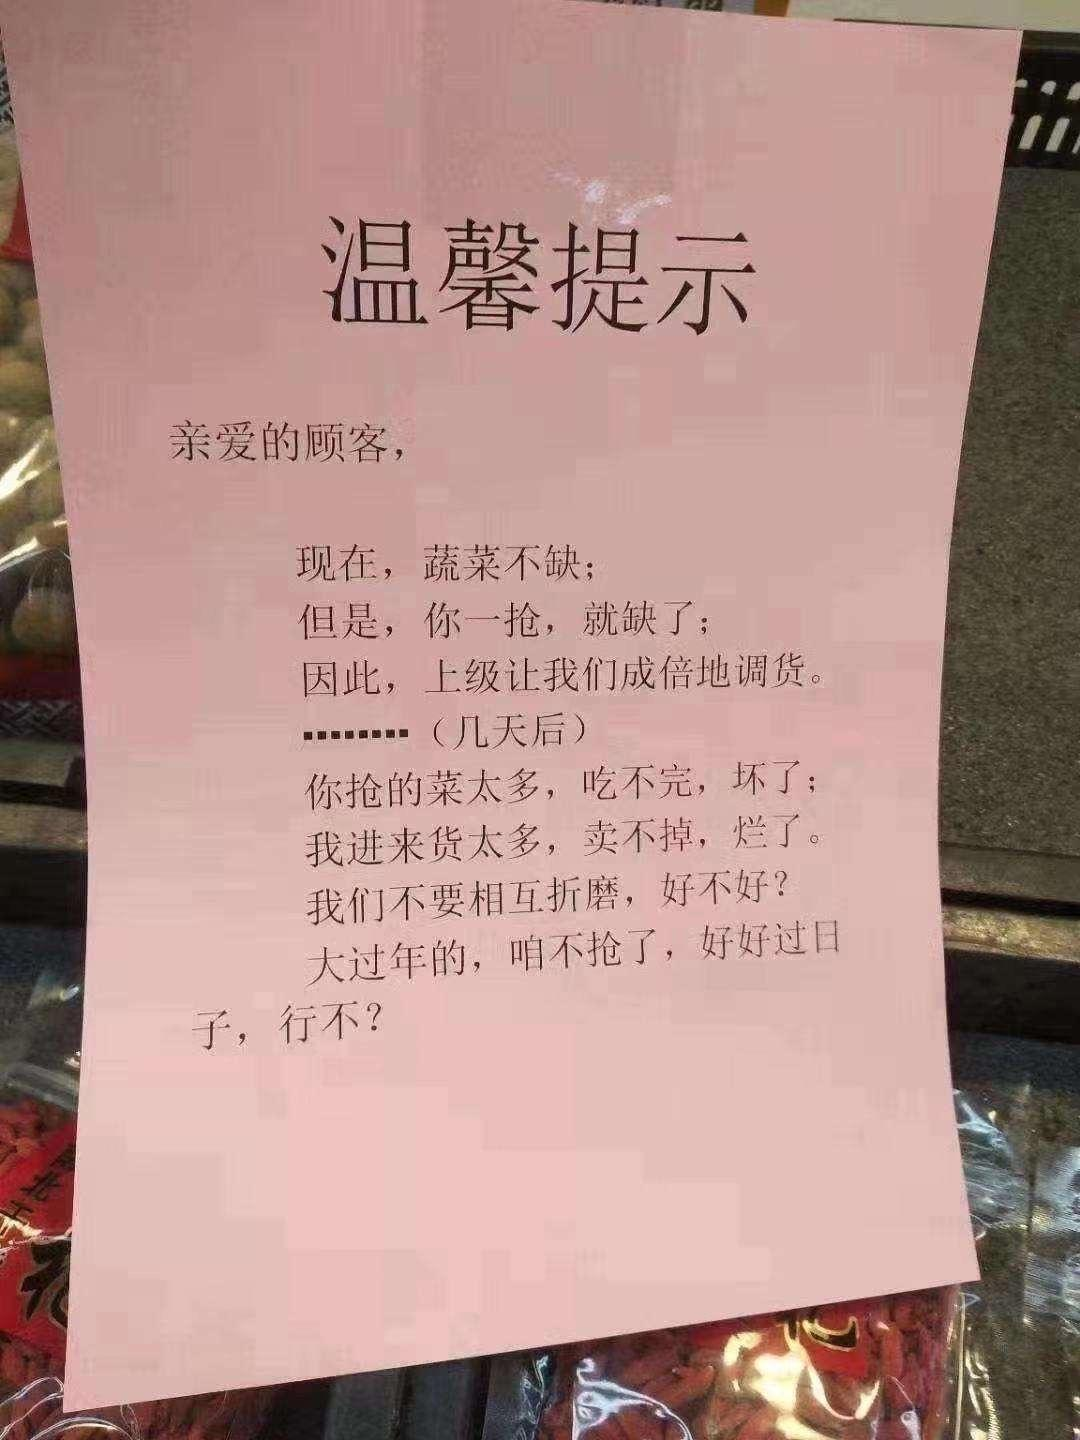 温馨提示
亲爱的顾客，
现在，蔬菜不缺；
但是，你一抢，就缺了；
因此，上级让我们成倍地调货。
▪▪▪▪▪▪▪▪（几天后）
你抢的菜太多，吃不完，坏了；
我进来货太多，卖不掉，烂了。
我们不要相互折磨，好不好？
大过年的，咱不抢了，好好过日
子，行不？